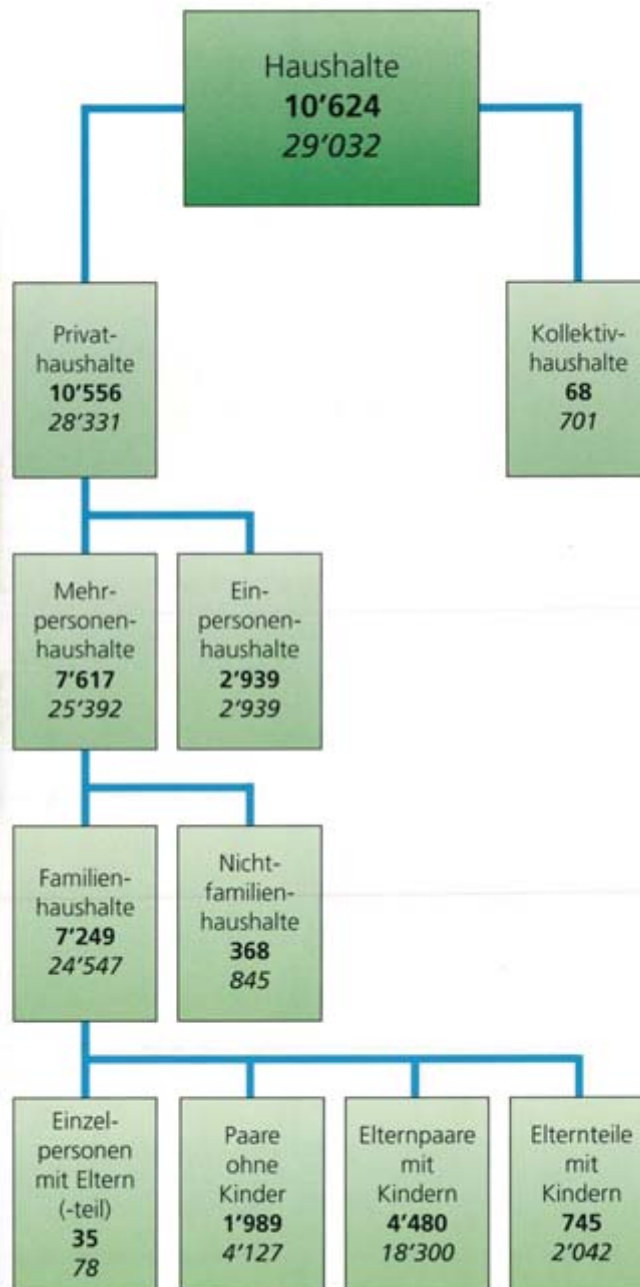 Haushalte
10’624
29’032
Privat-
haushalte
10’556
28’331
Kollektiv-
haushalte
68
701
Mehr-
personen-
haushalte
7’617
25’392
Ein-
personen-
haushalte
2’939
2’939
Familien-
haushalte
7’249
24’547
Nicht-
familien-
haushalte
368
845
Einzel-
personen
mit Eltern
(-teil)
35
78
Paare
ohne
Kinder
1’989
4’127
Elternpaare
mit
Kindern
4’480
18’300
Elternteile
mit
Kindern
745
2’042